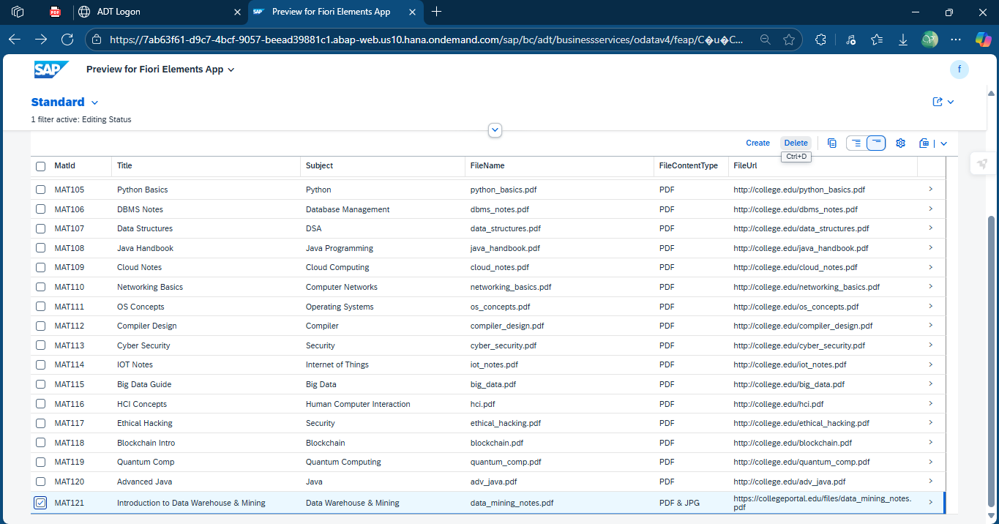 PDF
ADT Logon
SAP Preview for Fiori Elements App
https://7ab63f61-d9c7-4bcf-9057-beead39881c1.abap-web.us10.hana.ondemand.com/sap/bc/adt/businessservices/odatav4/feap/C�u�C...
SAP Preview for Fiori Elements App f
Standard
1 filter active: Editing Status
Create Delete
Ctrl+D
MatId Title Subject FileName FileContentType FileUrl
MAT105 Python Basics Python python_basics.pdf PDF http://college.edu/python_basics.pdf
MAT106 DBMS Notes Database Management dbms_notes.pdf PDF http://college.edu/dbms_notes.pdf
MAT107 Data Structures DSA data_structures.pdf PDF http://college.edu/data_structures.pdf
MAT108 Java Handbook Java Programming java_handbook.pdf PDF http://college.edu/java_handbook.pdf
MAT109 Cloud Notes Cloud Computing cloud_notes.pdf PDF http://college.edu/cloud_notes.pdf
MAT110 Networking Basics Computer Networks networking_basics.pdf PDF http://college.edu/networking_basics.pdf
MAT111 OS Concepts Operating Systems os_concepts.pdf PDF http://college.edu/os_concepts.pdf
MAT112 Compiler Design Compiler compiler_design.pdf PDF http://college.edu/compiler_design.pdf
MAT113 Cyber Security Security cyber_security.pdf PDF http://college.edu/cyber_security.pdf
MAT114 IOT Notes Internet of Things iot_notes.pdf PDF http://college.edu/iot_notes.pdf
MAT115 Big Data Guide Big Data big_data.pdf PDF http://college.edu/big_data.pdf
MAT116 HCI Concepts Human Computer Interaction hci.pdf PDF http://college.edu/hci.pdf
MAT117 Ethical Hacking Security ethical_hacking.pdf PDF http://college.edu/ethical_hacking.pdf
MAT118 Blockchain Intro Blockchain blockchain.pdf PDF http://college.edu/blockchain.pdf
MAT119 Quantum Comp Quantum Computing quantum_comp.pdf PDF http://college.edu/quantum_comp.pdf
MAT120 Advanced Java Java adv_java.pdf PDF http://college.edu/adv_java.pdf
MAT121 Introduction to Data Warehouse & Mining Data Warehouse & Mining data_mining_notes.pdf PDF & JPG https://collegeportal.edu/files/data_mining_notes.
pdf